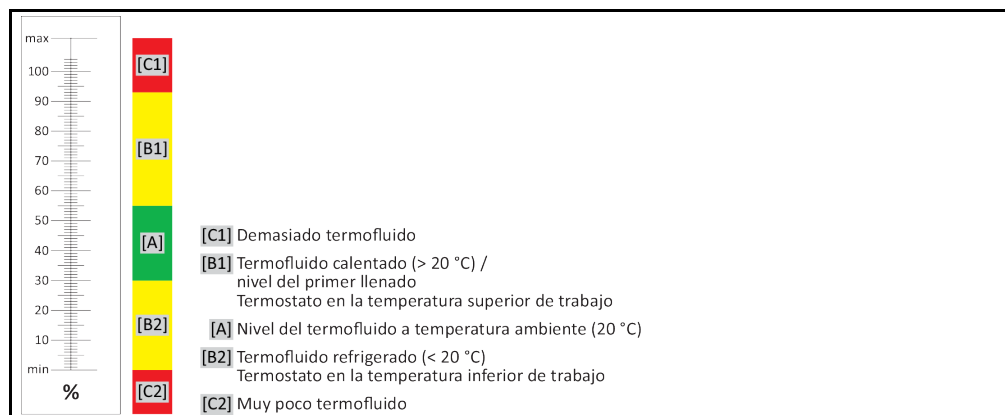 max
100
90
80
70
60
50
40
30
20
10
min
%
[C1]
[B1]
[A]
[B2]
[C2]
[C1] Demasiado termofluido
[B1] Termofluido calentado (> 20 °C) /
nivel del primer llenado
Termostato en la temperatura superior de trabajo
[A] Nivel del termofluido a temperatura ambiente (20 °C)
[B2] Termofluido refrigerado (< 20 °C)
Termostato en la temperatura inferior de trabajo
[C2] Muy poco termofluido